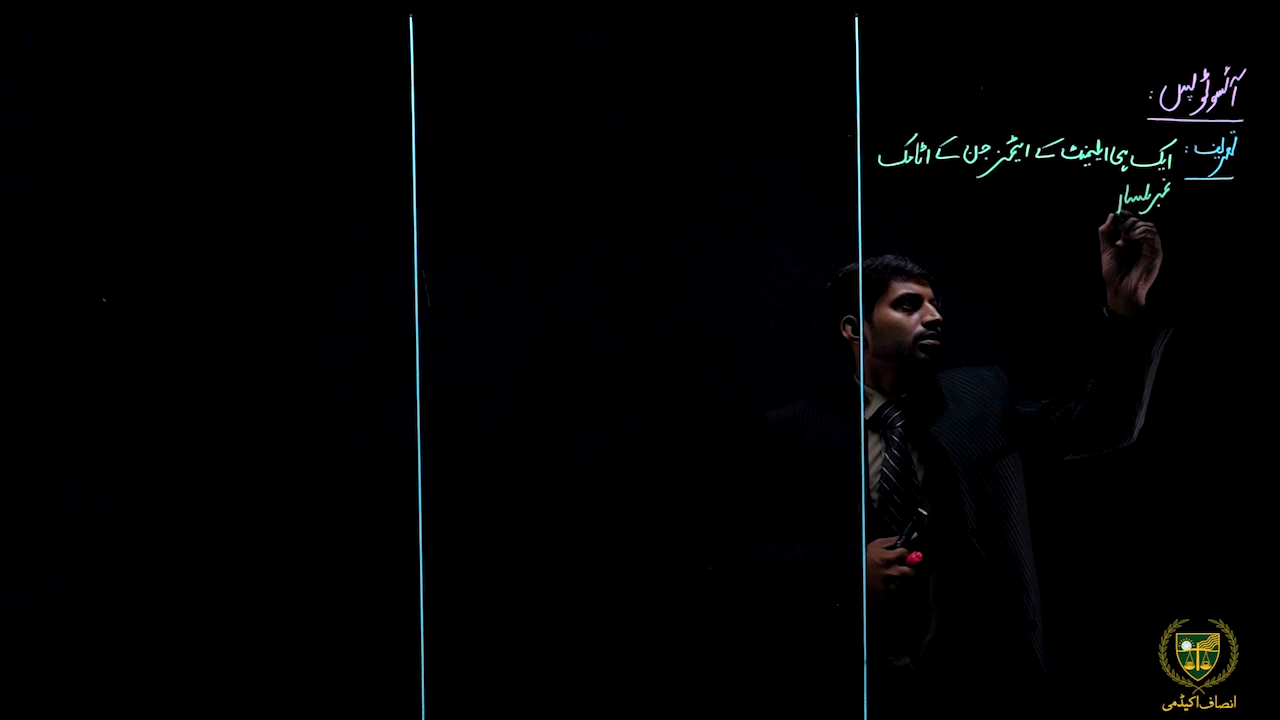 آئسوٹوپس :
تعریف : ایک ہی ایلیمنٹ کے ایٹمز جن کے اٹامک
نمبر یکساں
انصاف اکیڈمی